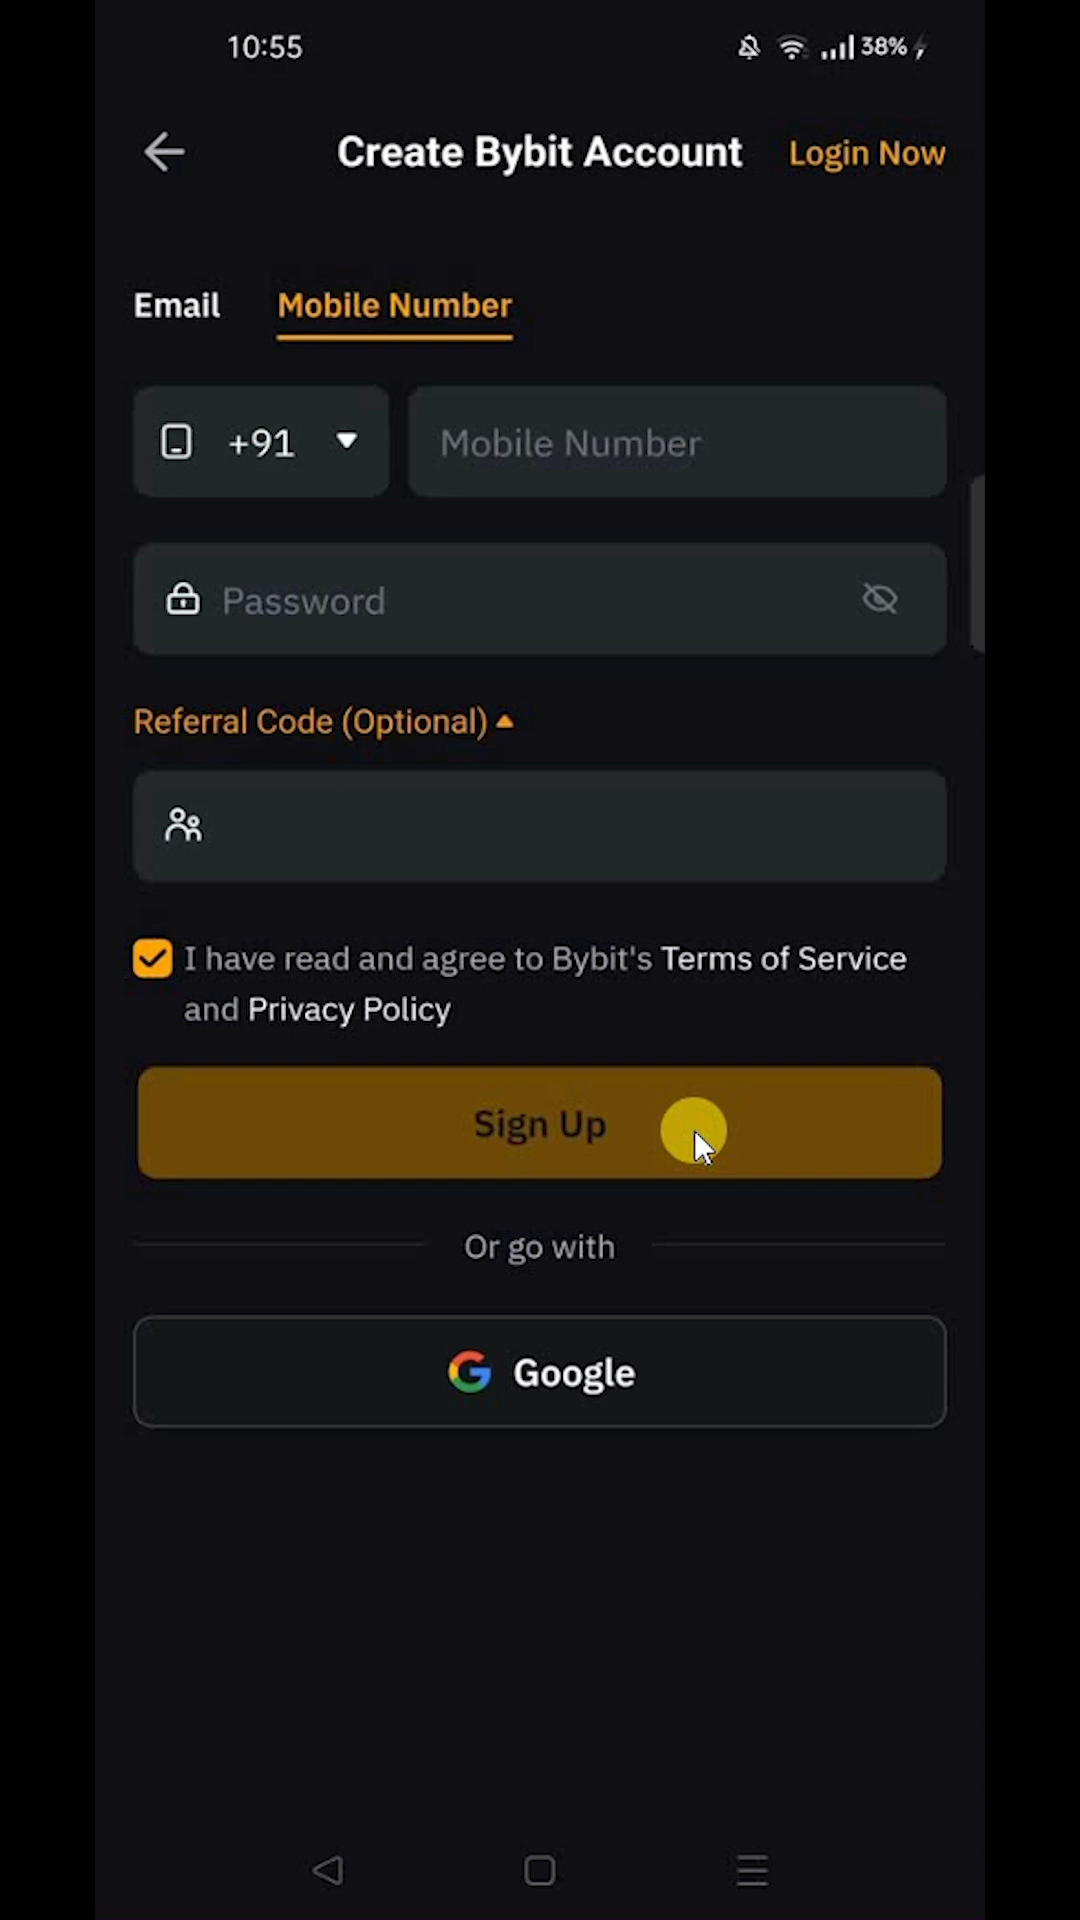 10:55
38%
Create Bybit Account
Login Now
Email
Mobile Number
+91
Mobile Number
Password
Referral Code (Optional)
I have read and agree to Bybit's Terms of Service
and Privacy Policy
Sign Up
Or go with
Google